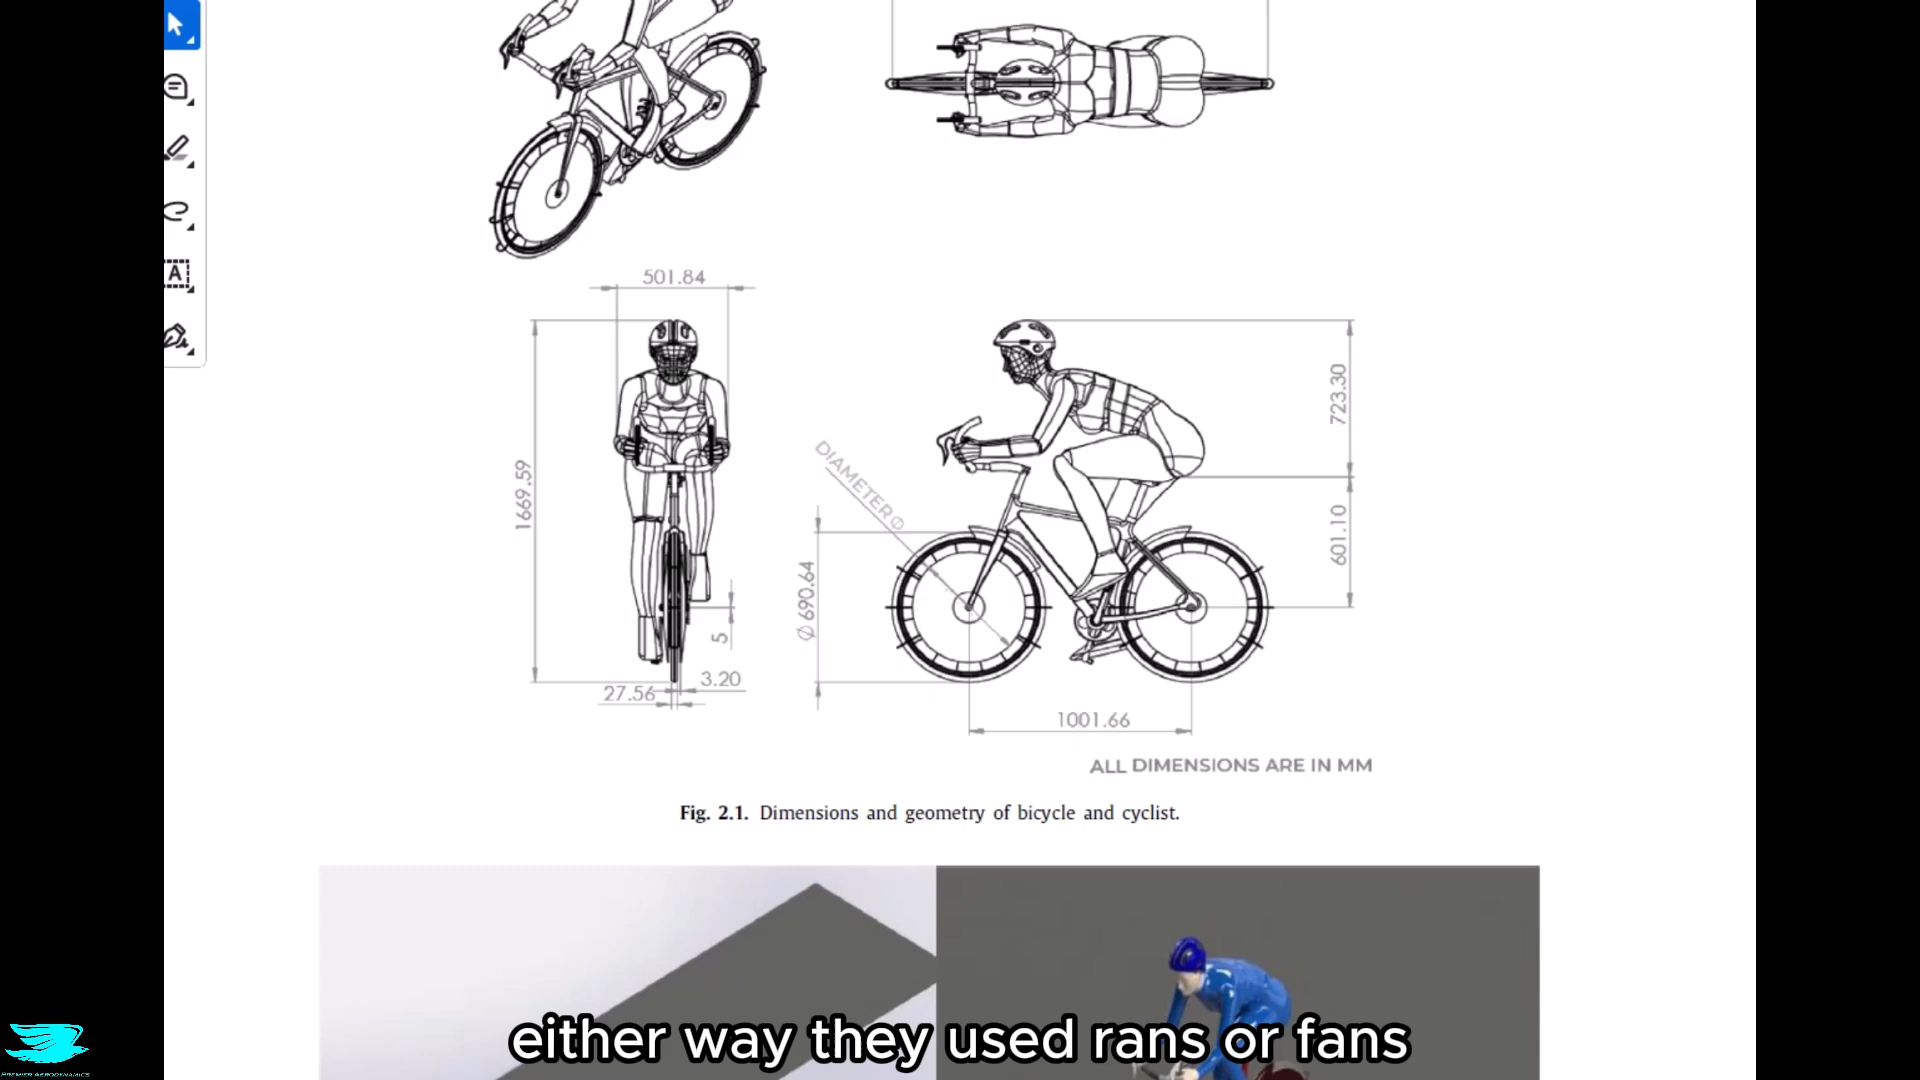 A
501.84
1669.59
5
3.20
27.56
DIAMETER Φ
Ø 690.64
723.30
601.10
1001.66
ALL DIMENSIONS ARE IN MM
Fig. 2.1. Dimensions and geometry of bicycle and cyclist.
either way they used rans or fans
PREMIER AERODYNAMICS